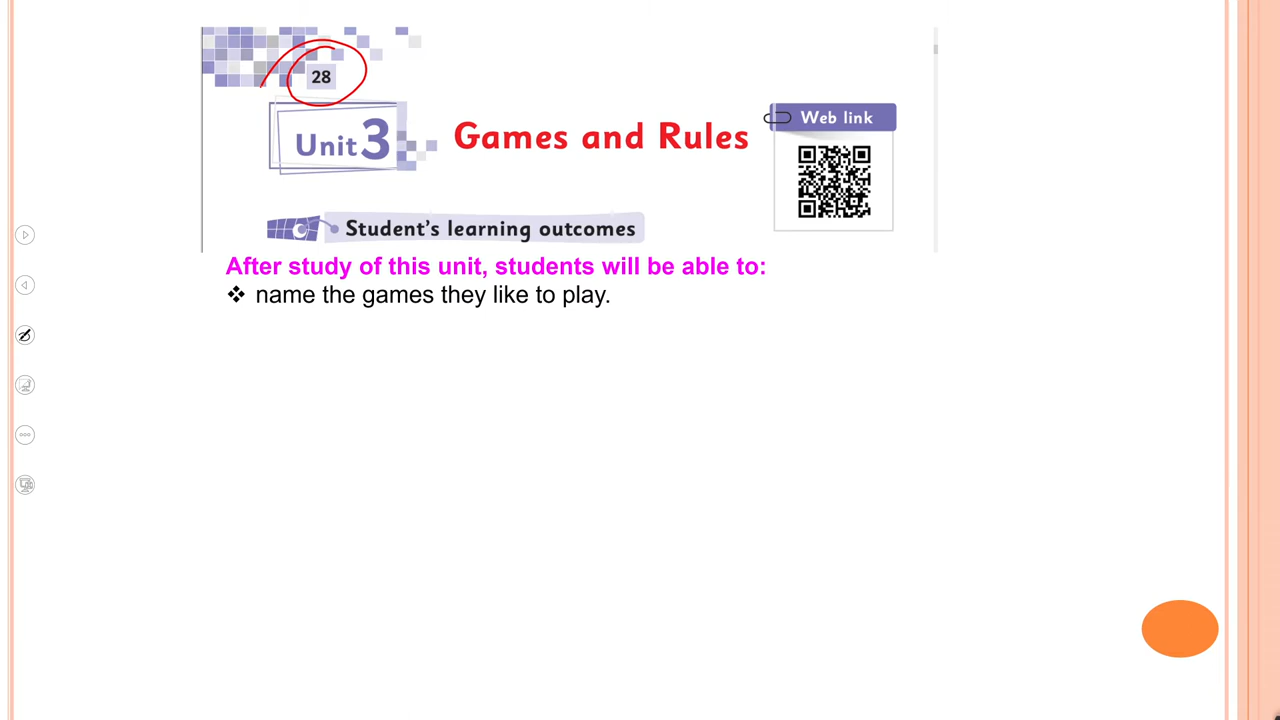 28
Unit 3
Games and Rules
Web link
Student's learning outcomes
After study of this unit, students will be able to:
❖ name the games they like to play.